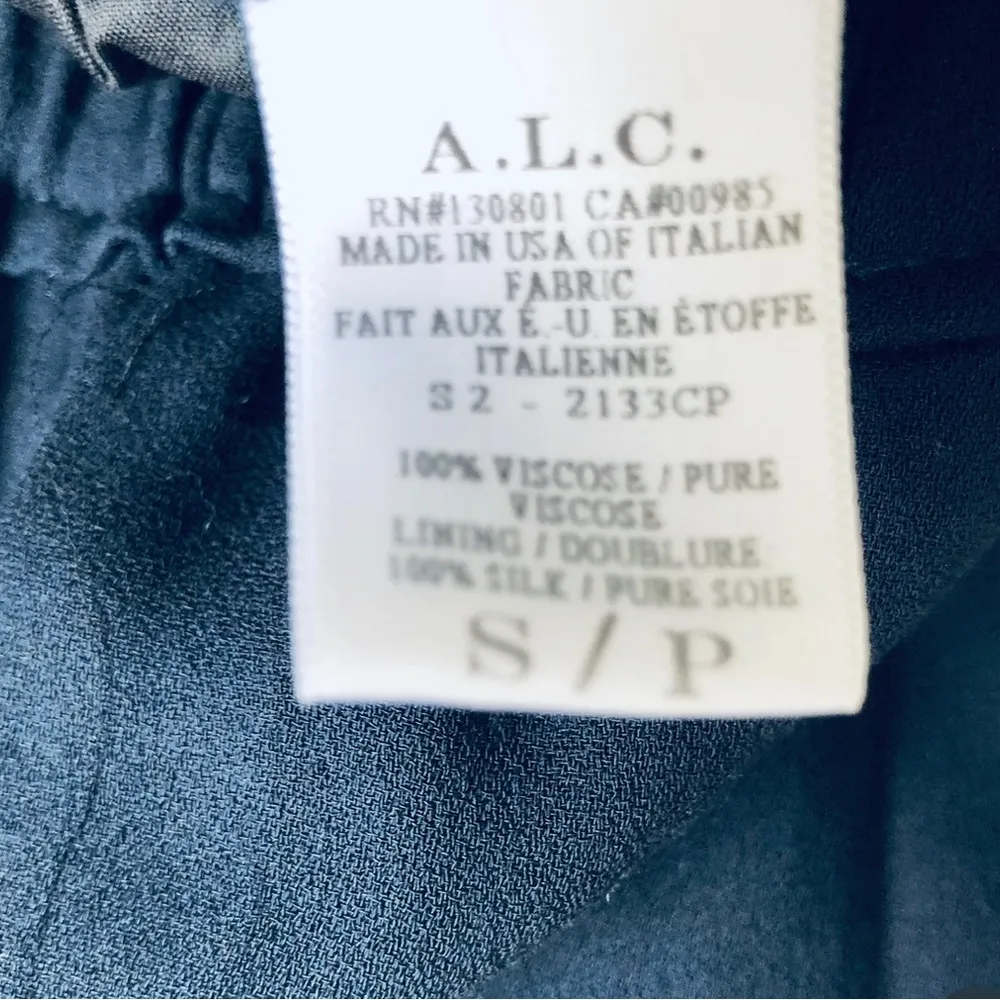 A.L.C.
RN#130801 CA#00985
MADE IN USA OF ITALIAN
FABRIC
FAIT AUX É.-U. EN ÉTOFFE
ITALIENNE
S 2 - 2133CP
100% VISCOSE / PURE
VISCOSE
LINING / DOUBLURE
100% SILK / PURE SOIE
S / P